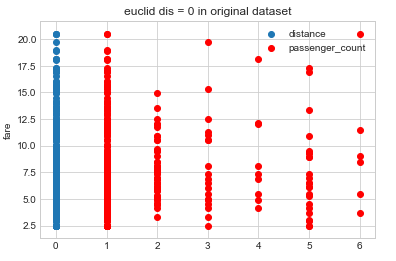 euclid dis = 0 in original dataset
distance
passenger_count
fare
20.0
17.5
15.0
12.5
10.0
7.5
5.0
2.5
0 1 2 3 4 5 6